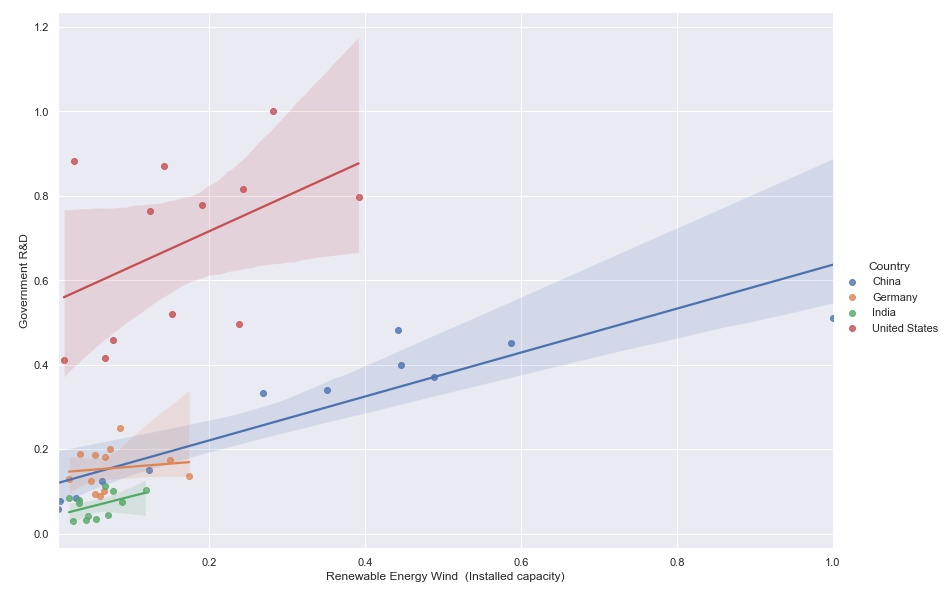 1.2
1.0
0.8
0.6
0.4
0.2
0.0
Government R&D
0.2
0.4
0.6
0.8
1.0
Renewable Energy Wind  (Installed capacity)
Country
China
Germany
India
United States